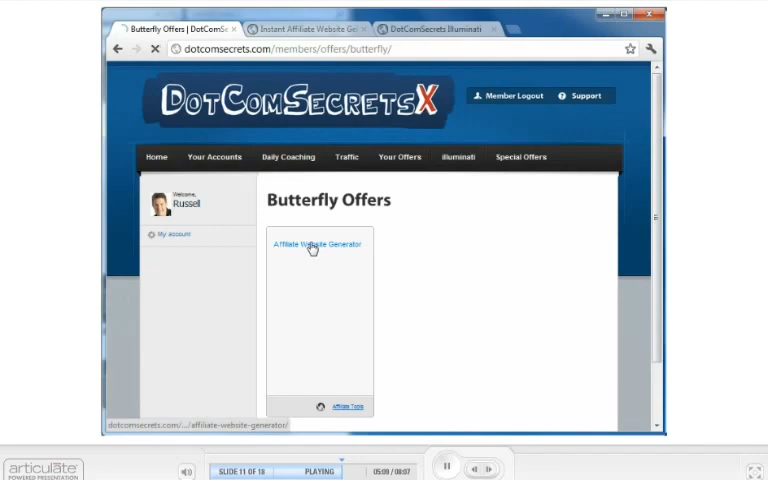 Butterfly Offers | DotComSe
Instant Affiliate Website Ge
DotComSecrets Illuminati
dotcomsecrets.com/members/offers/butterfly/
DOTCOMSECRETSX
Member Logout
Support
Home
Your Accounts
Daily Coaching
Traffic
Your Offers
illuminati
Special Offers
Welcome,
Russell
My account
Butterfly Offers
Affiliate Website Generator
Affiliate Tools
dotcomsecrets.com/.../affiliate-website-generator/
articulate
POWERED PRESENTATION
SLIDE 11 OF 18
PLAYING
05:09 / 08:07